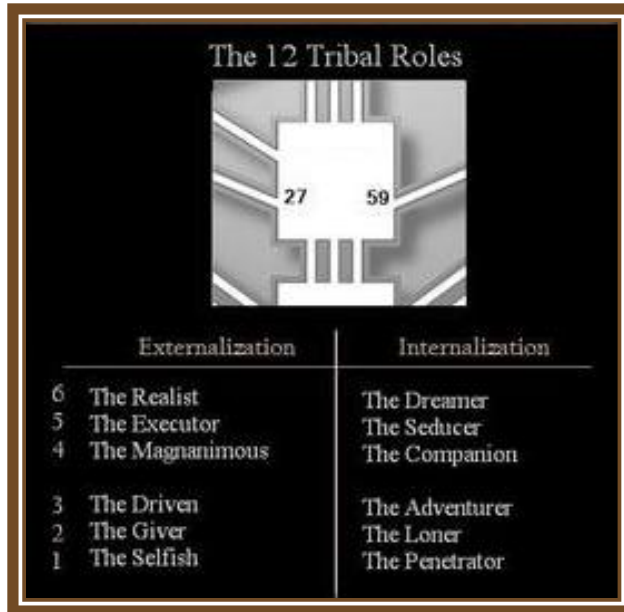 The 12 Tribal Roles
27 59
Externalization Internalization
6 The Realist The Dreamer
5 The Executor The Seducer
4 The Magnanimous The Companion
3 The Driven The Adventurer
2 The Giver The Loner
1 The Selfish The Penetrator